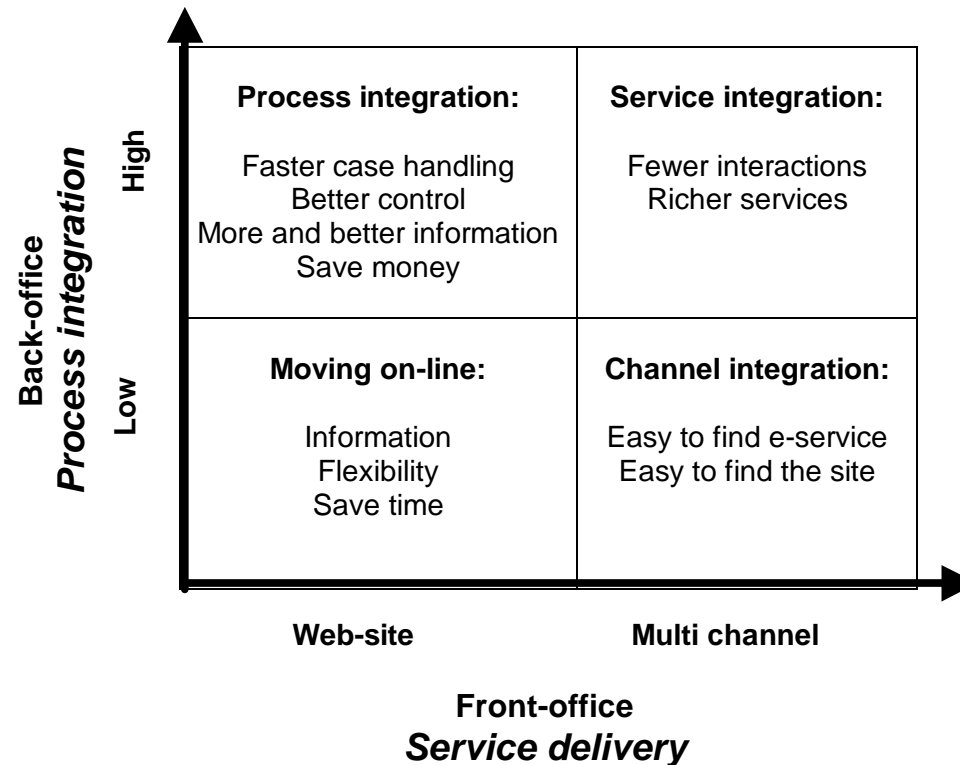 Back-office
Process integration
High
Low
Process integration:
Faster case handling
Better control
More and better information
Save money
Service integration:
Fewer interactions
Richer services
Moving on-line:
Information
Flexibility
Save time
Channel integration:
Easy to find e-service
Easy to find the site
Web-site
Multi channel
Front-office
Service delivery